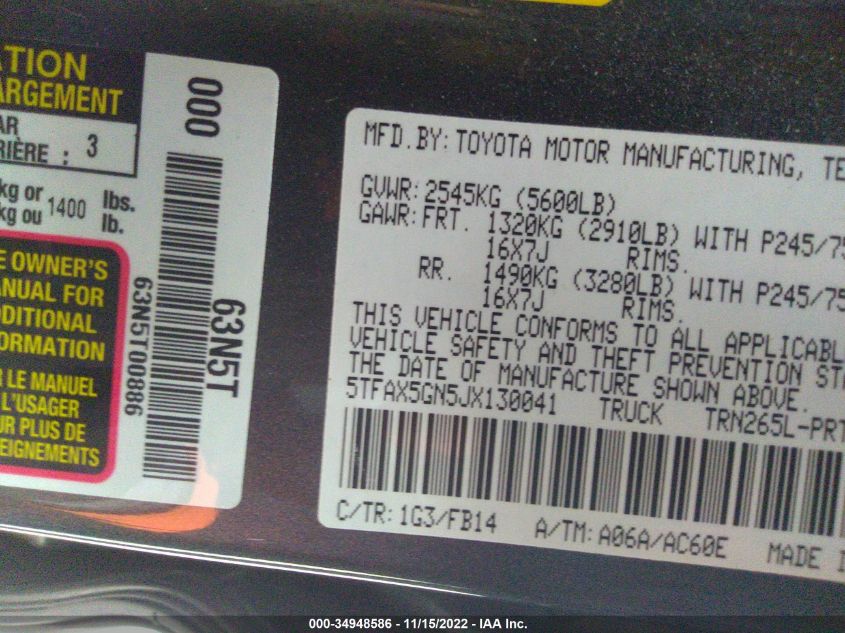 ATION
ARGEMENT
AR
RIÈRE : 3
kg or
kg ou 1400 lbs.
lb.
E OWNER'S
ANUAL FOR
DDITIONAL
FORMATION
R LE MANUEL
L'USAGER
UR PLUS DE
EIGNEMENTS
000
63N5T00886
63N5T
MFD.BY: TOYOTA MOTOR MANUFACTURING, TE
GVWR: 2545KG (5600LB)
GAWR: FRT. 1320KG (2910LB) WITH P245/75
16X7J RIMS.
RR. 1490KG (3280LB) WITH P245/75
16X7J RIMS.
THIS VEHICLE CONFORMS TO ALL APPLICABL
VEHICLE SAFETY AND THEFT PREVENTION STA
THE DATE OF MANUFACTURE SHOWN ABOVE.
5TFAX5GN5JX130041 TRUCK TRN265L-PRT
C/TR: 1G3/FB14 A/TM: A06A/AC60E MADE I
000-34948586 - 11/15/2022 - IAA Inc.